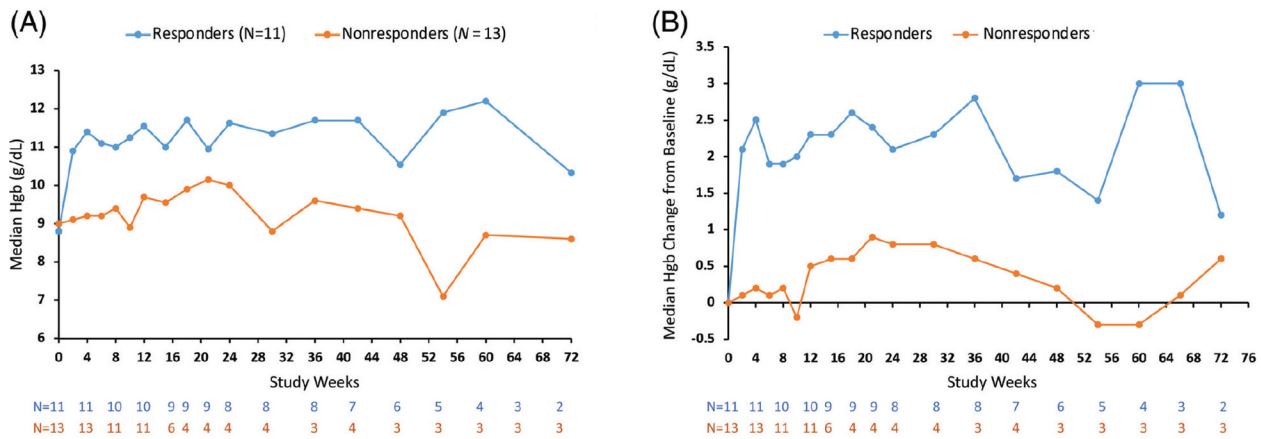 (A)
Responders (N=11) Nonresponders (N = 13)
Median Hgb (g/dL)
13
12
11
10
9
8
7
6
0 4 8 12 16 20 24 28 32 36 40 44 48 52 56 60 64 68 72
Study Weeks
N=11 11 10 10 9 9 9 8 8 8 7 6 5 4 3 2
N=13 13 11 11 6 4 4 4 4 3 4 3 3 3 3 3
(B)
Responders Nonresponders
Median Hgb Change from Baseline (g/dL)
3.5
3
2.5
2
1.5
1
0.5
0
-0.5
0 4 8 12 16 20 24 28 32 36 40 44 48 52 56 60 64 68 72 76
Study Weeks
N=11 11 10 10 9 9 9 8 8 8 7 6 5 4 3 2
N=13 13 11 11 6 4 4 4 4 3 4 3 3 3 3 3